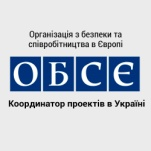 Організація з безпеки та
співробітництва в Європі
ОБСЄ
Координатор проектів в Україні